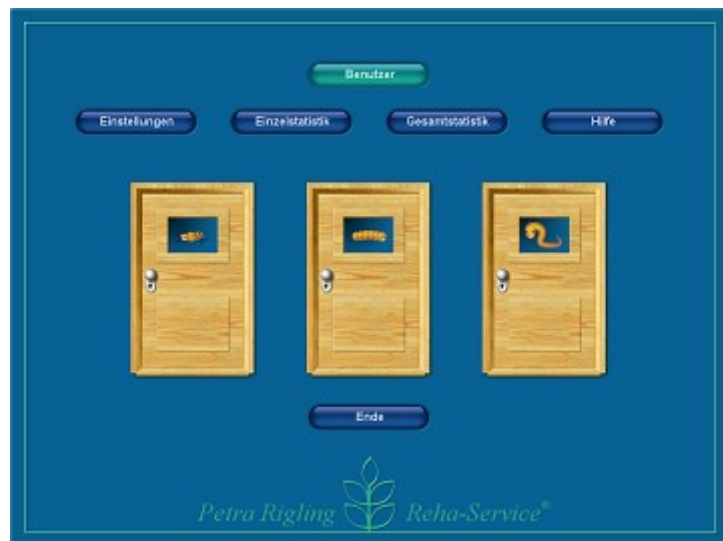 Benutzer
Einstellungen Einzelstatistik Gesamtstatistik Hilfe
Ende
Petra Rigling Reha-Service®